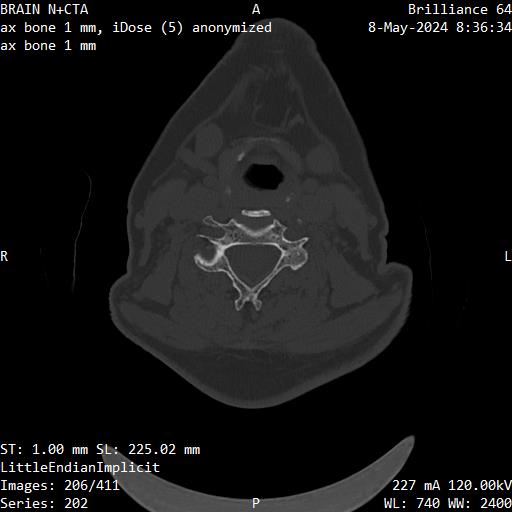 BRAIN N+CTA
A
Brilliance 64
ax bone 1 mm, iDose (5) anonymized
8-May-2024 8:36:34
ax bone 1 mm
R
L
ST: 1.00 mm SL: 225.02 mm
LittleEndianImplicit
Images: 206/411
227 mA 120.00kV
Series: 202
P
WL: 740 WW: 2400